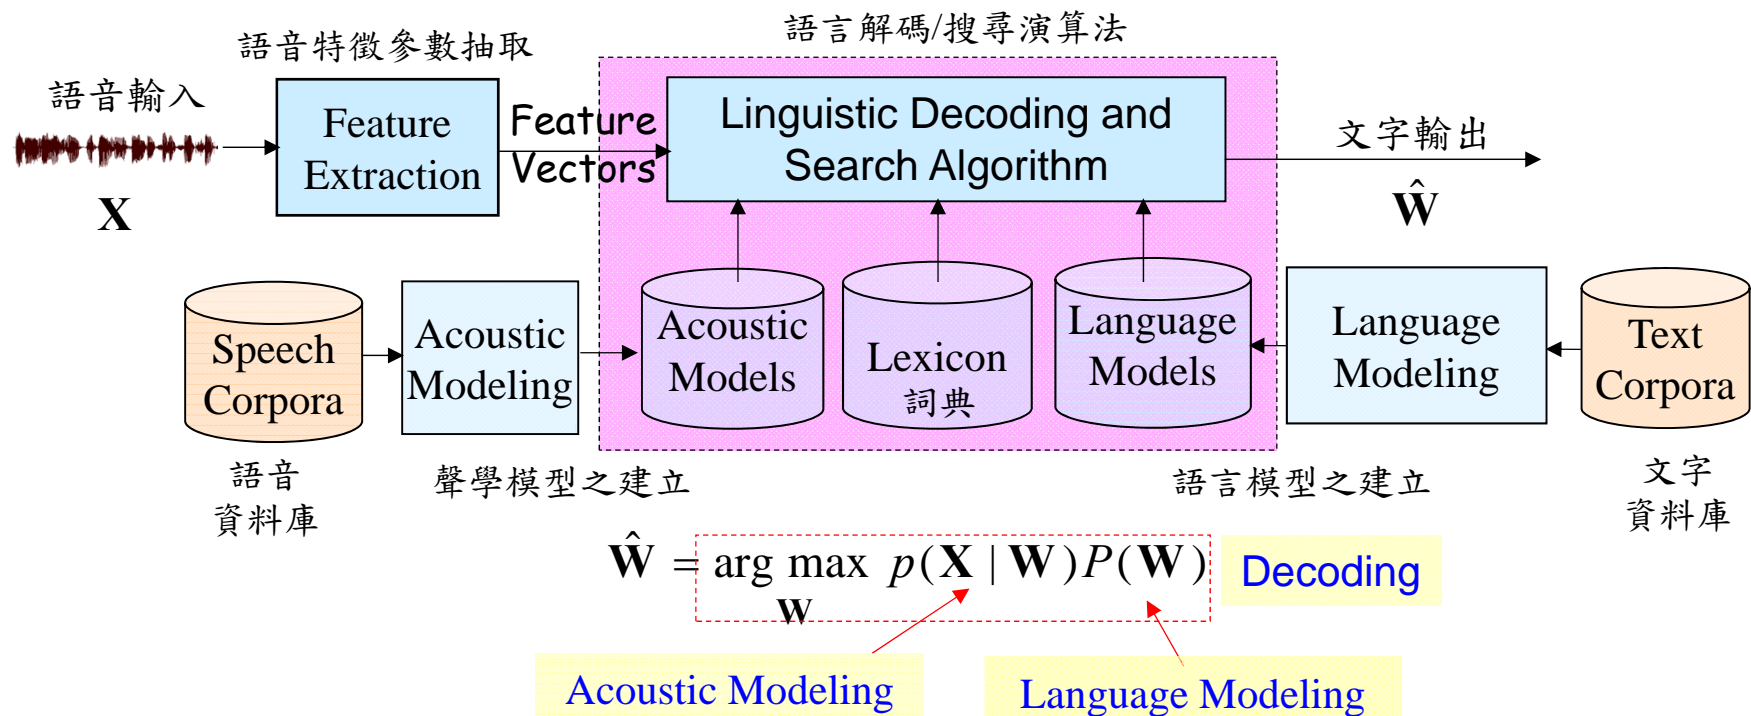 語言解碼/搜尋演算法
語音特徵參數抽取
語音輸入
Feature
Extraction
Feature
Vectors
Linguistic Decoding and
Search Algorithm
文字輸出
X
Ŵ
Speech
Corpora
Acoustic
Modeling
Acoustic
Models
Lexicon
詞典
Language
Models
Language
Modeling
Text
Corpora
語音
資料庫
聲學模型之建立
語言模型之建立
文字
資料庫
Ŵ = arg max p(X | W)P(W)
W
Decoding
Acoustic Modeling
Language Modeling